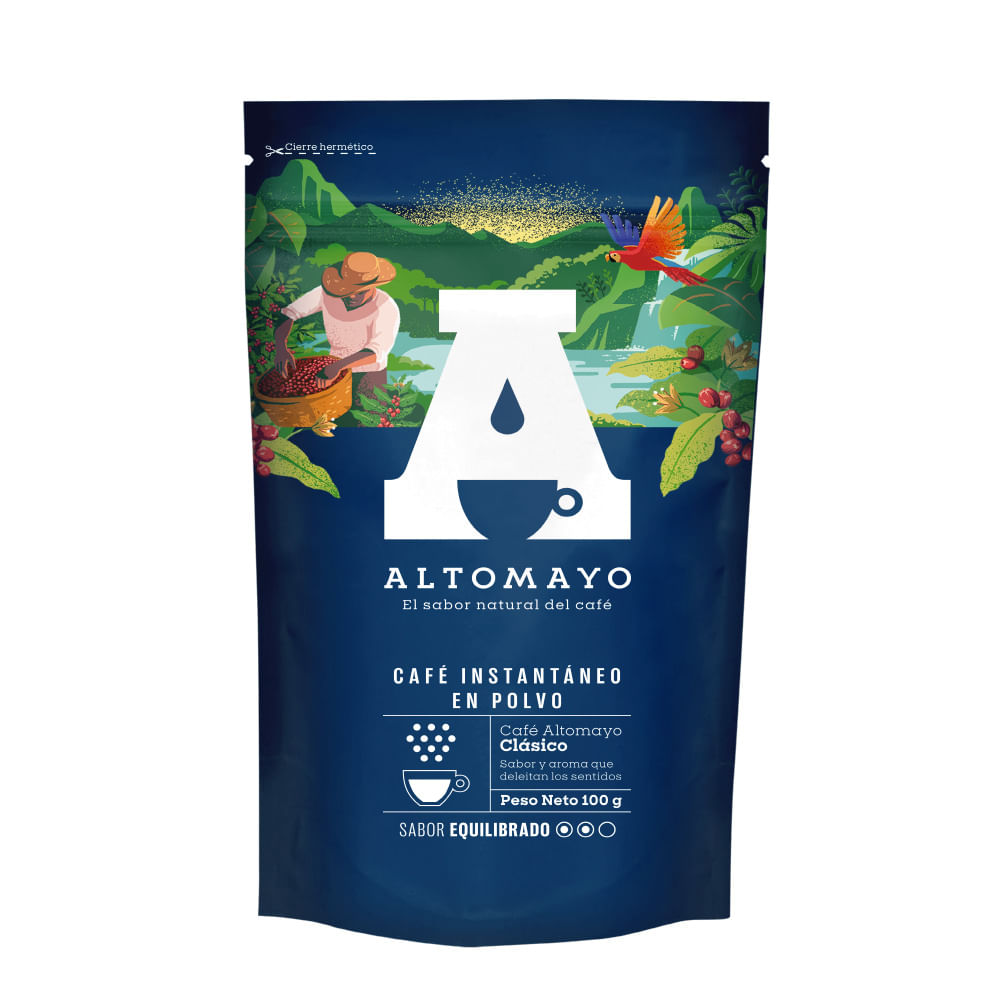 Cierre hermético
A
ALTOMAYO
El sabor natural del café
CAFÉ INSTANTÁNEO
EN POLVO
Café Altomayo
Clásico
Sabor y aroma que
deleitan los sentidos
Peso Neto 100 g
SABOR EQUILIBRADO